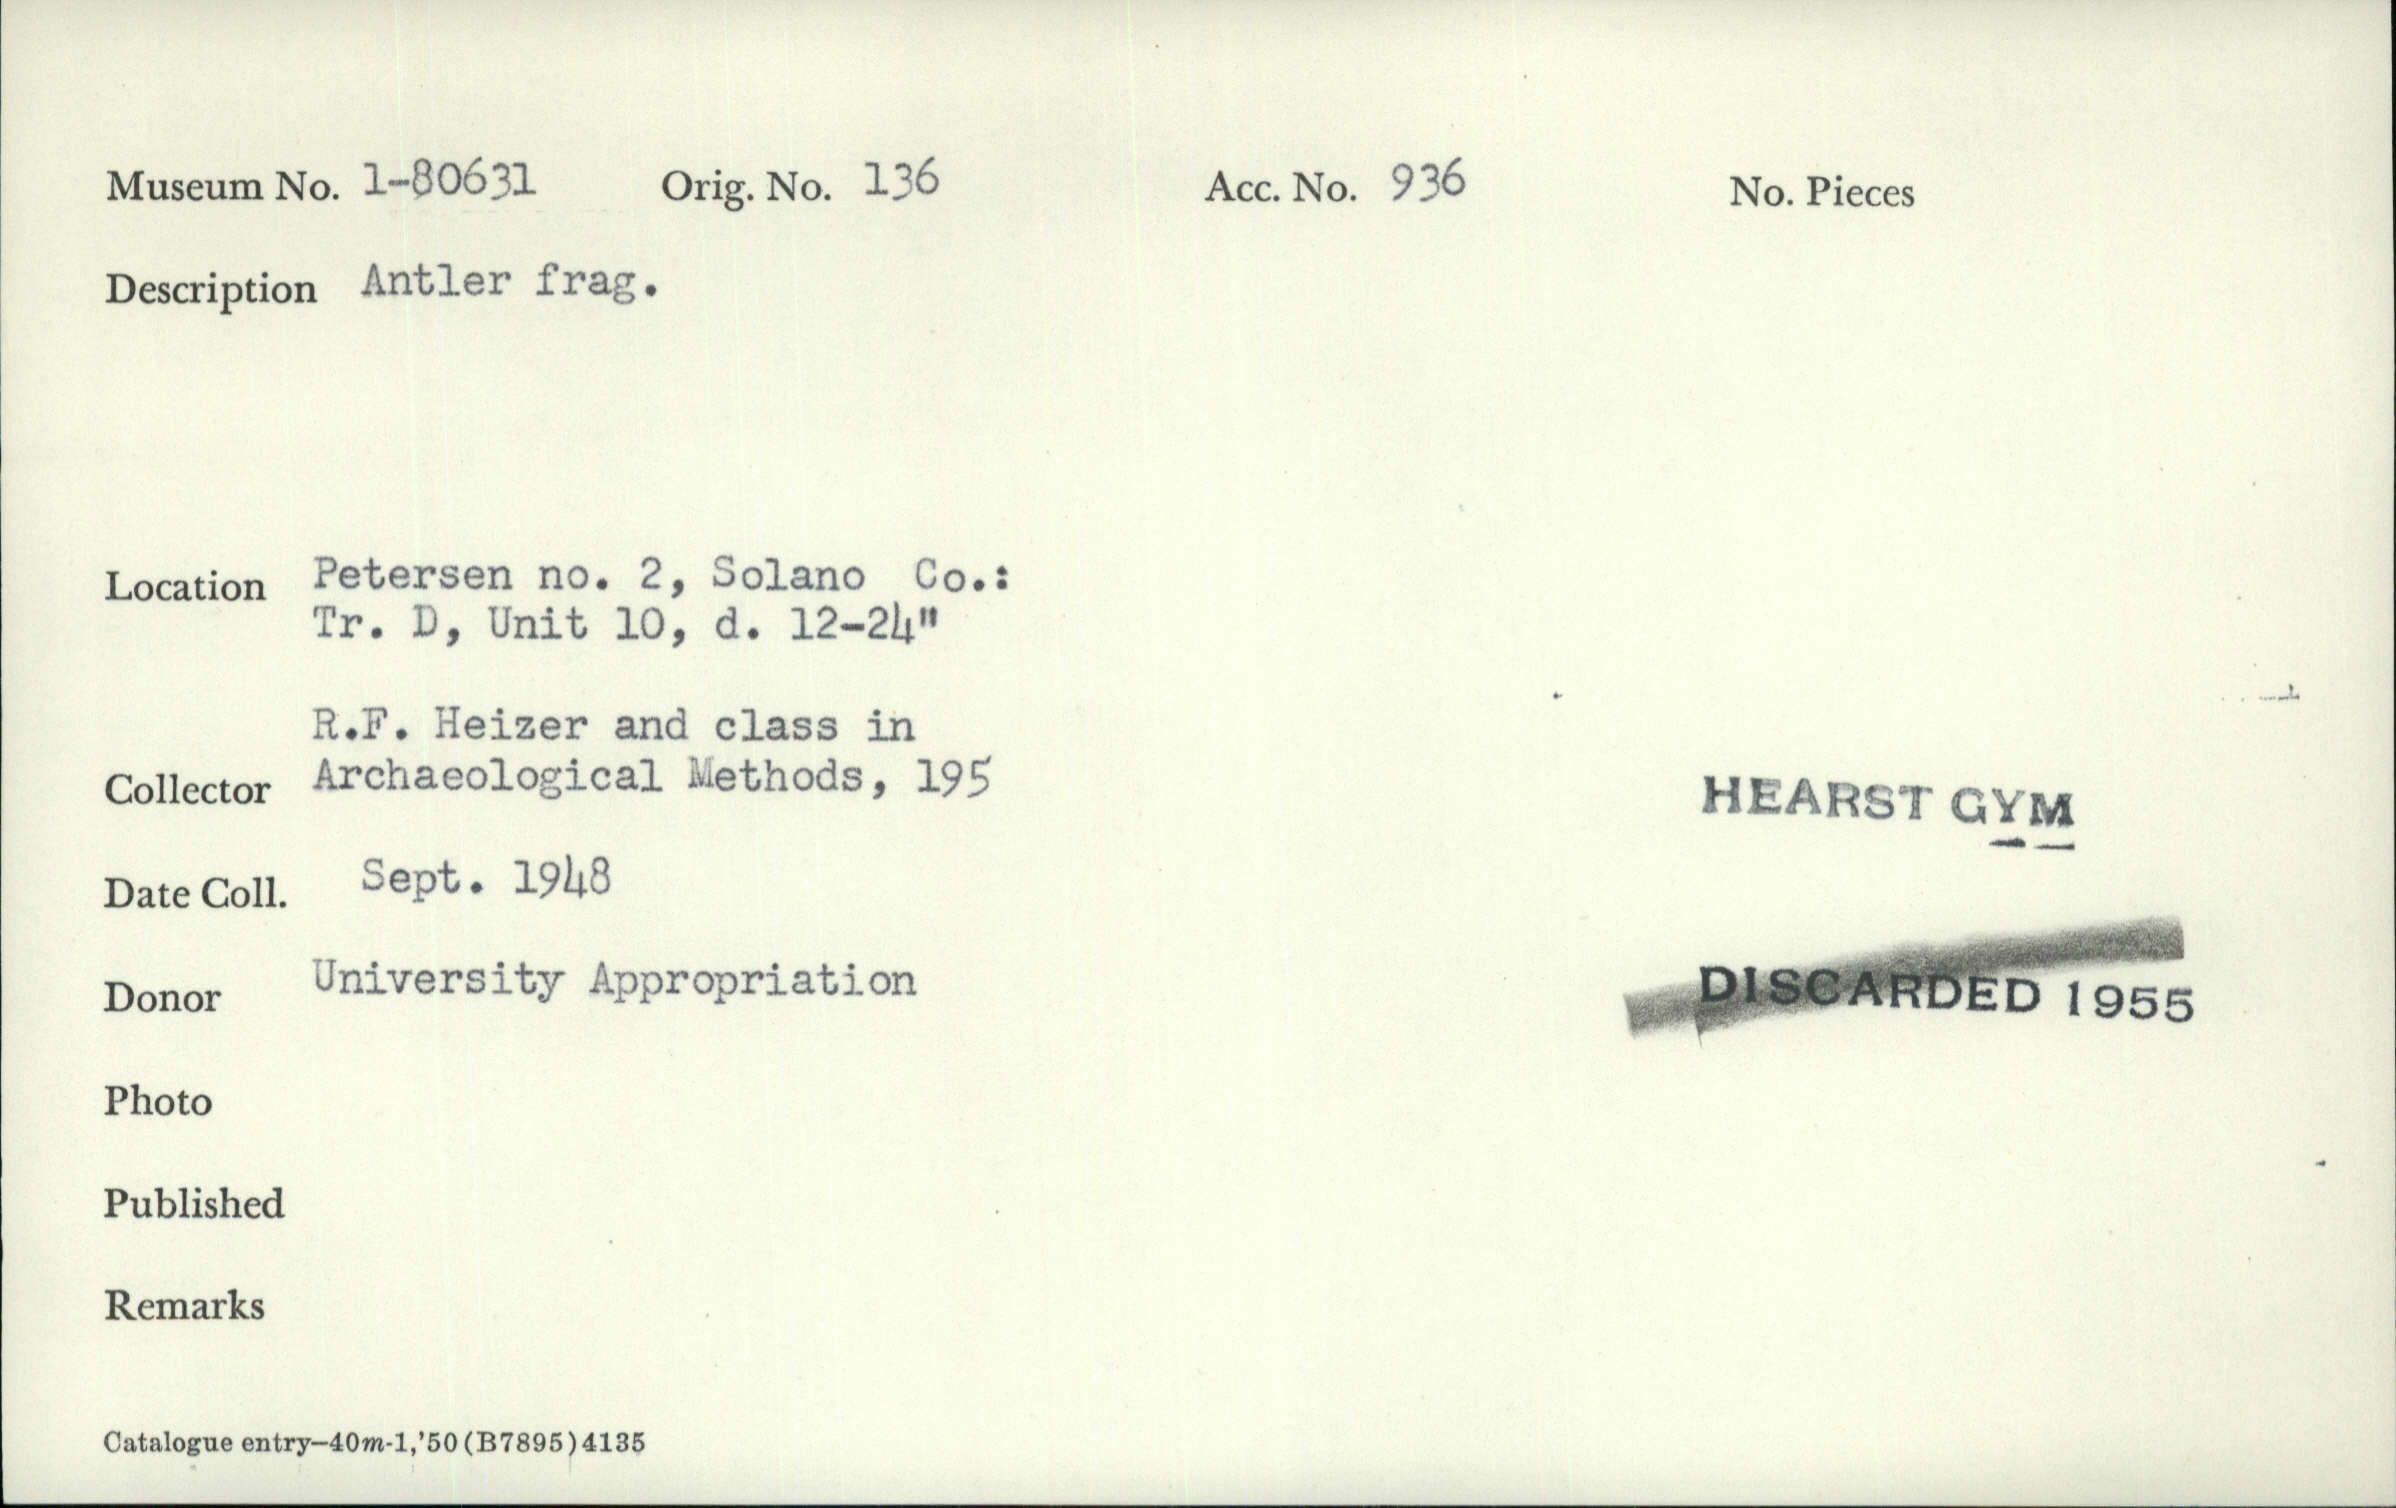 Museum No. 1-80631 Orig. No. 136 Acc. No. 936 No. Pieces
Description Antler frag.
Location Petersen no. 2, Solano Co.:
Tr. D, Unit 10, d. 12-24"
R.F. Heizer and class in
Collector Archaeological Methods, 195
HEARST GYM
Date Coll. Sept. 1948
Donor University Appropriation
DISCARDED 1955
Photo
Published
Remarks
Catalogue entry—40m-1,'50 (B7895) 4135